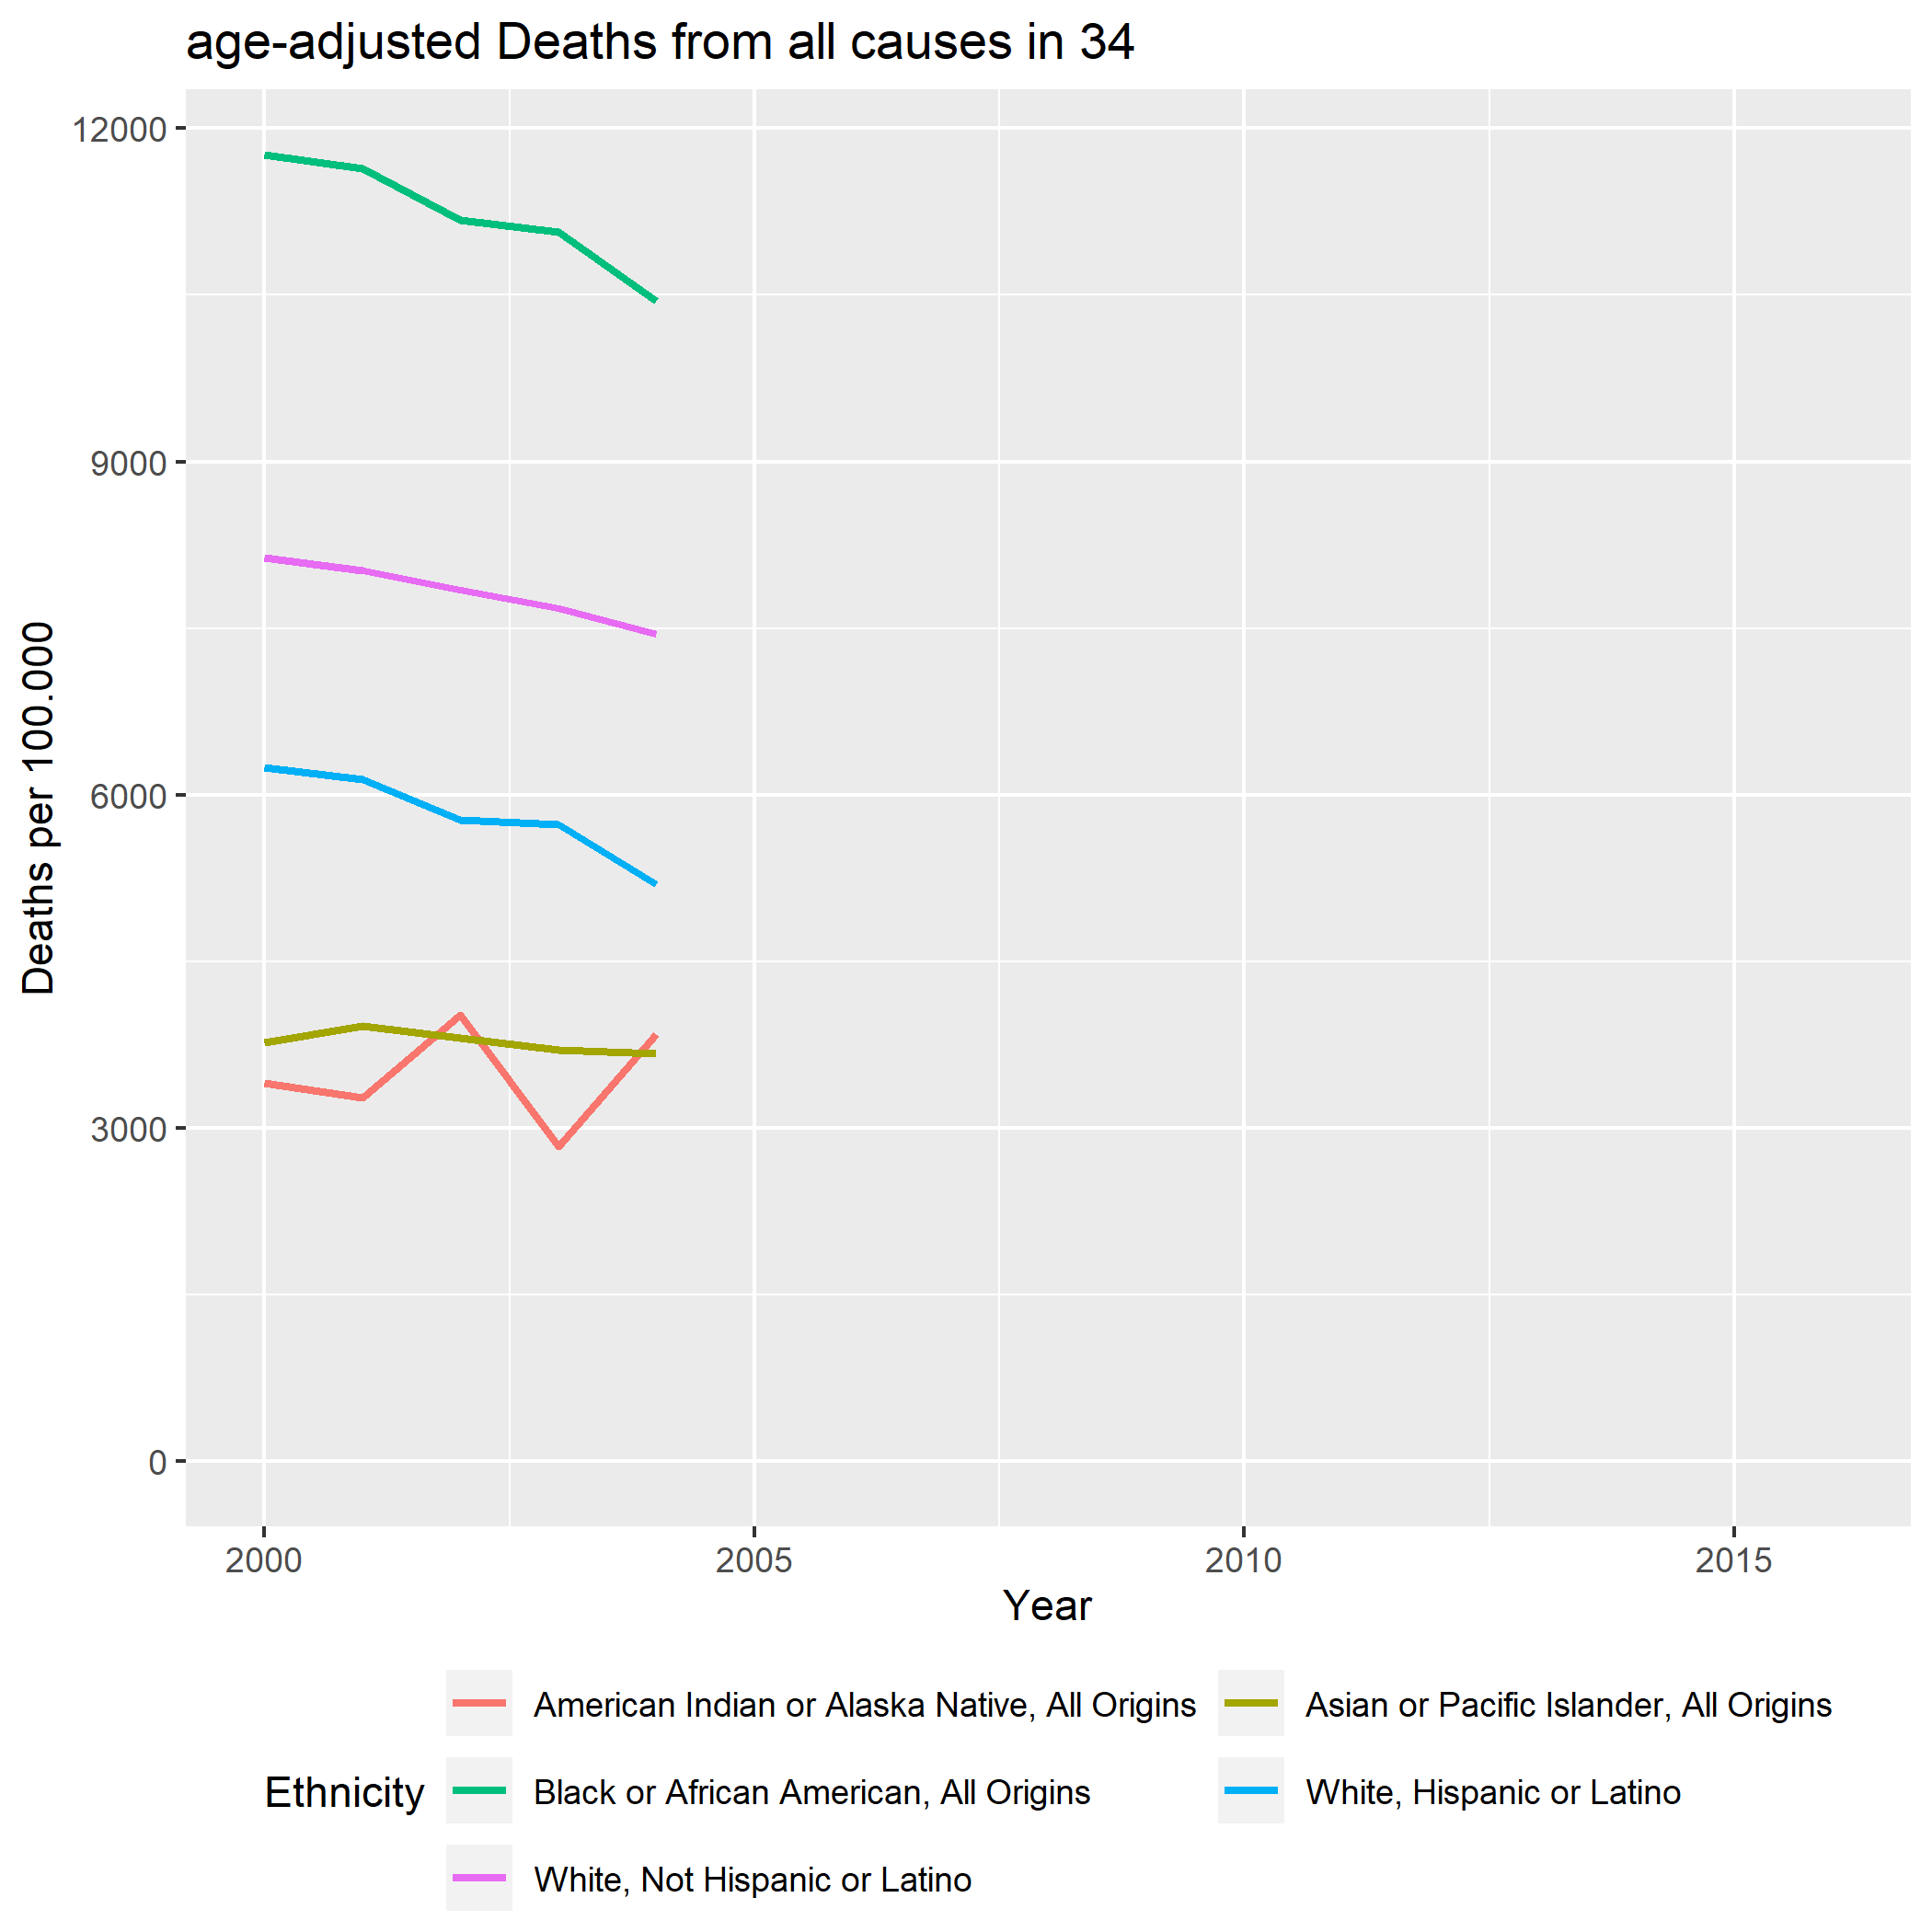 age-adjusted Deaths from all causes in 34
12000
9000
6000
3000
0
Deaths per 100.000
2000 2005 2010 2015
Year
Ethnicity
American Indian or Alaska Native, All Origins
Asian or Pacific Islander, All Origins
Black or African American, All Origins
White, Hispanic or Latino
White, Not Hispanic or Latino